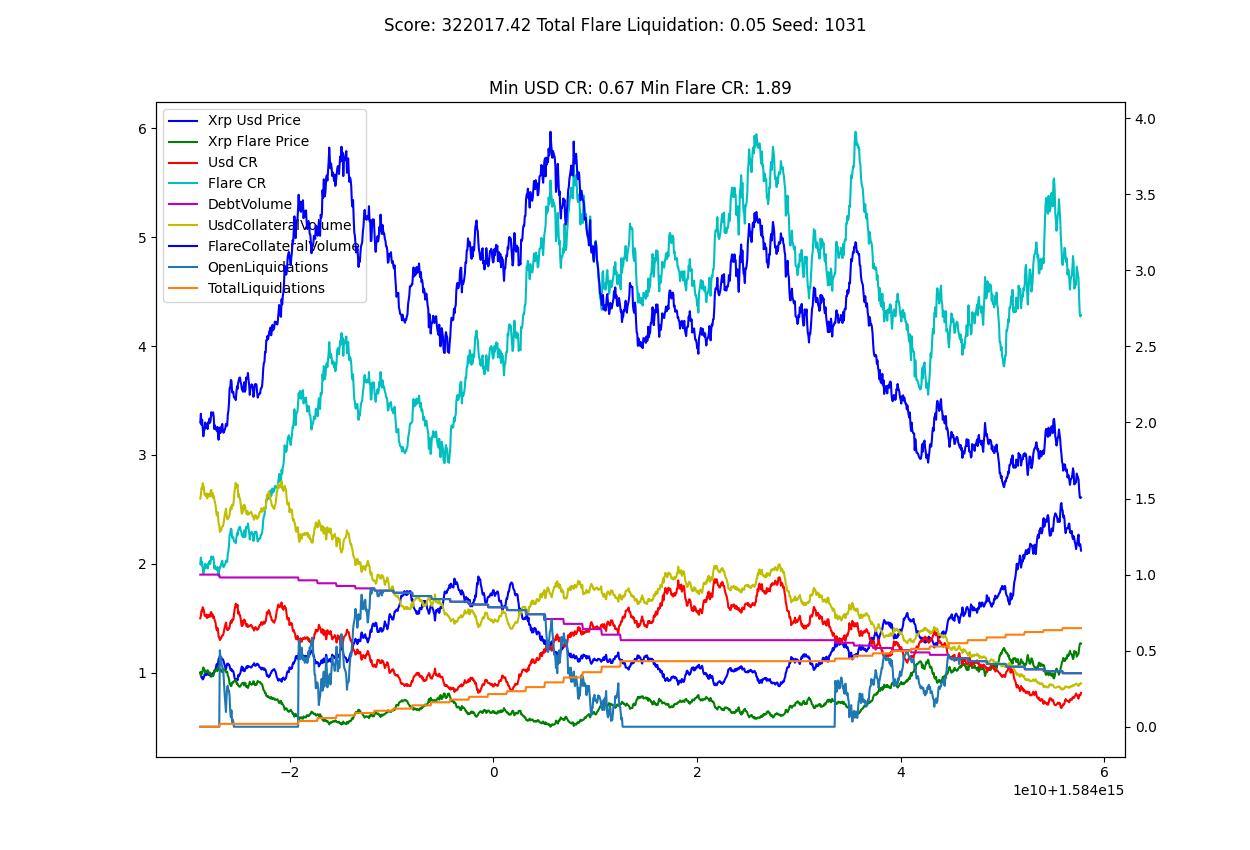 Score: 322017.42 Total Flare Liquidation: 0.05 Seed: 1031
Min USD CR: 0.67 Min Flare CR: 1.89
Xrp Usd Price
Xrp Flare Price
Usd CR
Flare CR
DebtVolume
UsdCollateralVolume
FlareCollateralVolume
OpenLiquidations
TotalLiquidations
6
5
4
3
2
1
4.0
3.5
3.0
2.5
2.0
1.5
1.0
0.5
0.0
−2
0
2
4
6
1e10+1.584e15